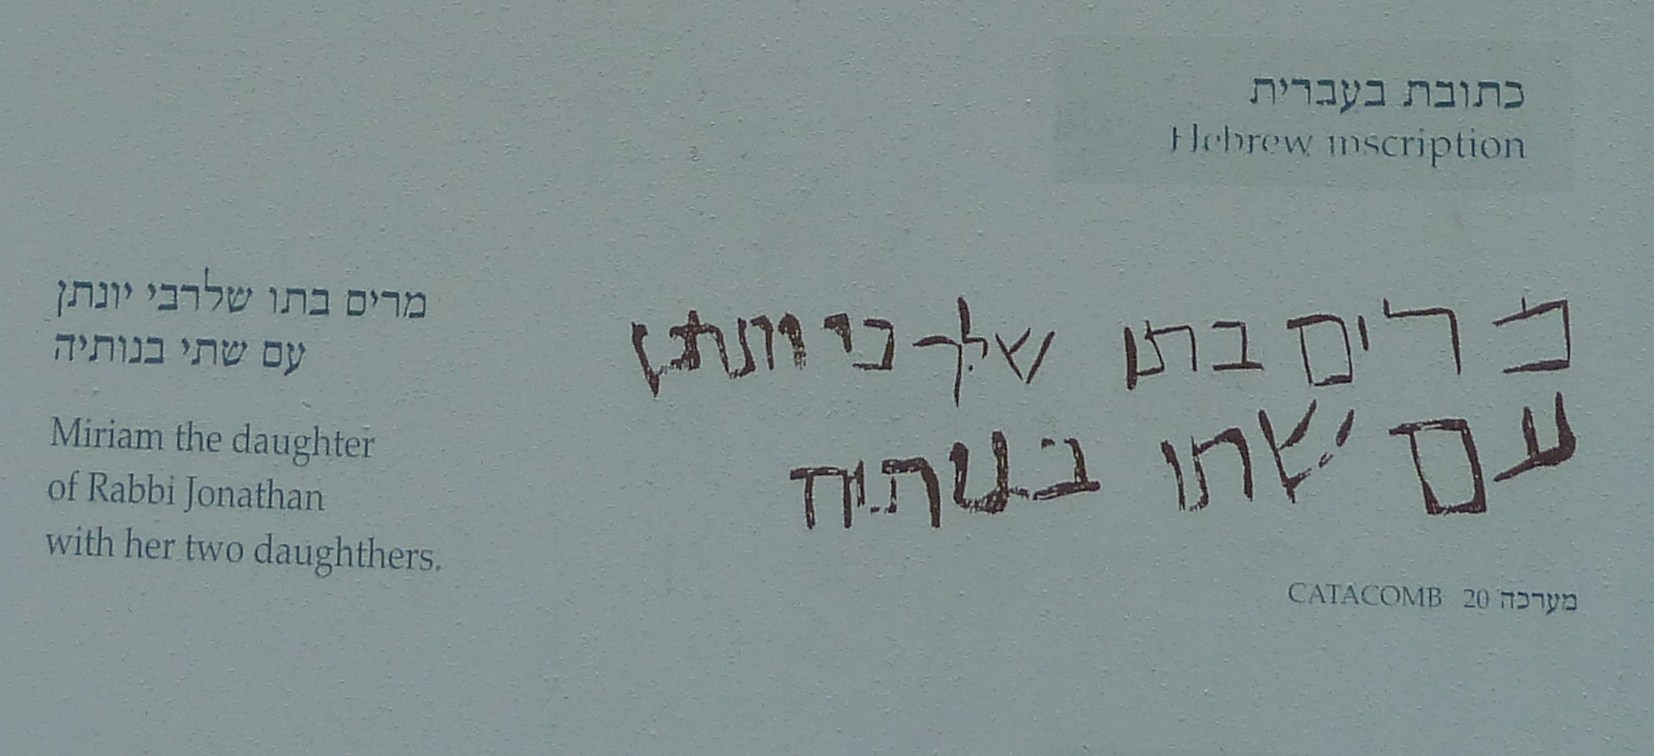 כתובת בעברית
Hebrew inscription
מרים בתו שלרבי יונתן
עם שתי בנותיה
מרים בתו שלרבי יונתן
עם שתי בנותיה
Miriam the daughter
of Rabbi Jonathan
with her two daughthers.
CATACOMB 20 מערכה